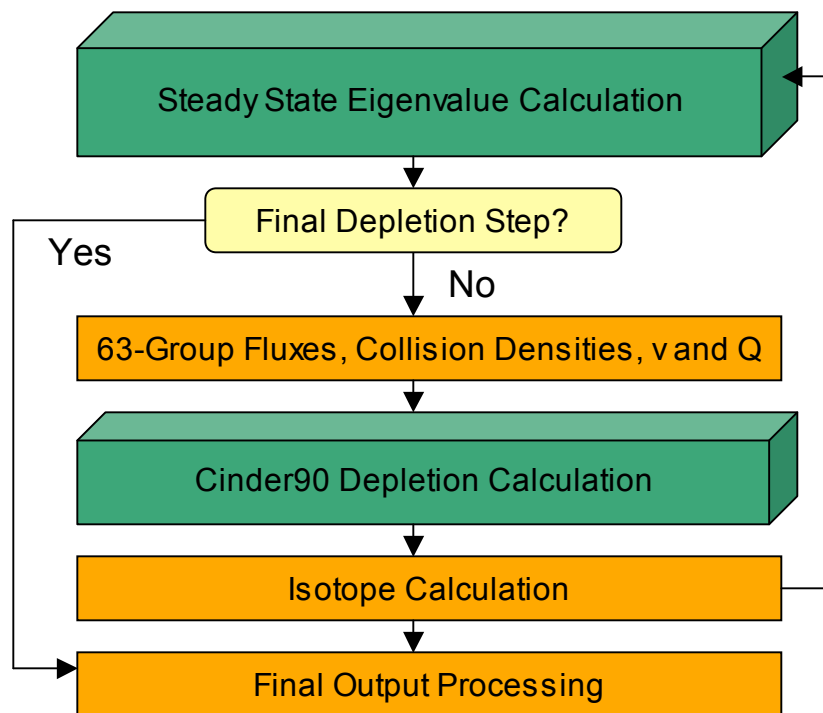 Steady State Eigenvalue Calculation
Final Depletion Step?
Yes
No
63-Group Fluxes, Collision Densities, v and Q
Cinder90 Depletion Calculation
Isotope Calculation
Final Output Processing